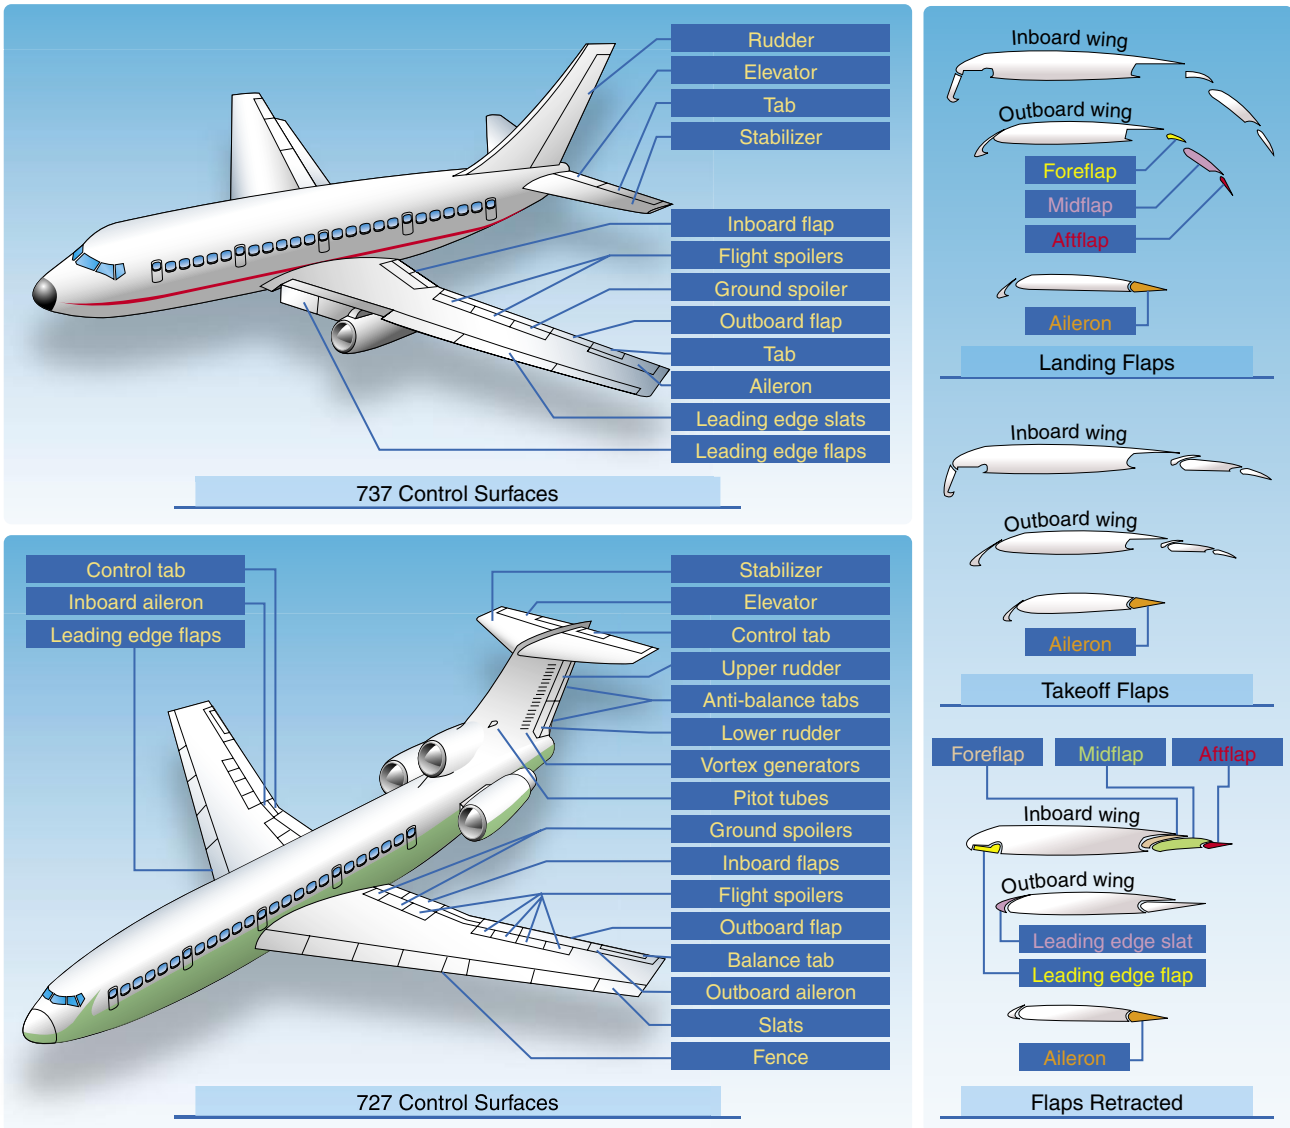 Rudder
Elevator
Tab
Stabilizer
Inboard flap
Flight spoilers
Ground spoiler
Outboard flap
Tab
Aileron
Leading edge slats
Leading edge flaps
737 Control Surfaces
Control tab
Inboard aileron
Leading edge flaps
Stabilizer
Elevator
Control tab
Upper rudder
Anti-balance tabs
Lower rudder
Vortex generators
Pitot tubes
Ground spoilers
Inboard flaps
Flight spoilers
Outboard flap
Balance tab
Outboard aileron
Slats
Fence
727 Control Surfaces
Inboard wing
Outboard wing
Foreflap
Midflap
Aftflap
Aileron
Landing Flaps
Inboard wing
Outboard wing
Aileron
Takeoff Flaps
Foreflap
Midflap
Aftflap
Inboard wing
Outboard wing
Leading edge slat
Leading edge flap
Aileron
Flaps Retracted